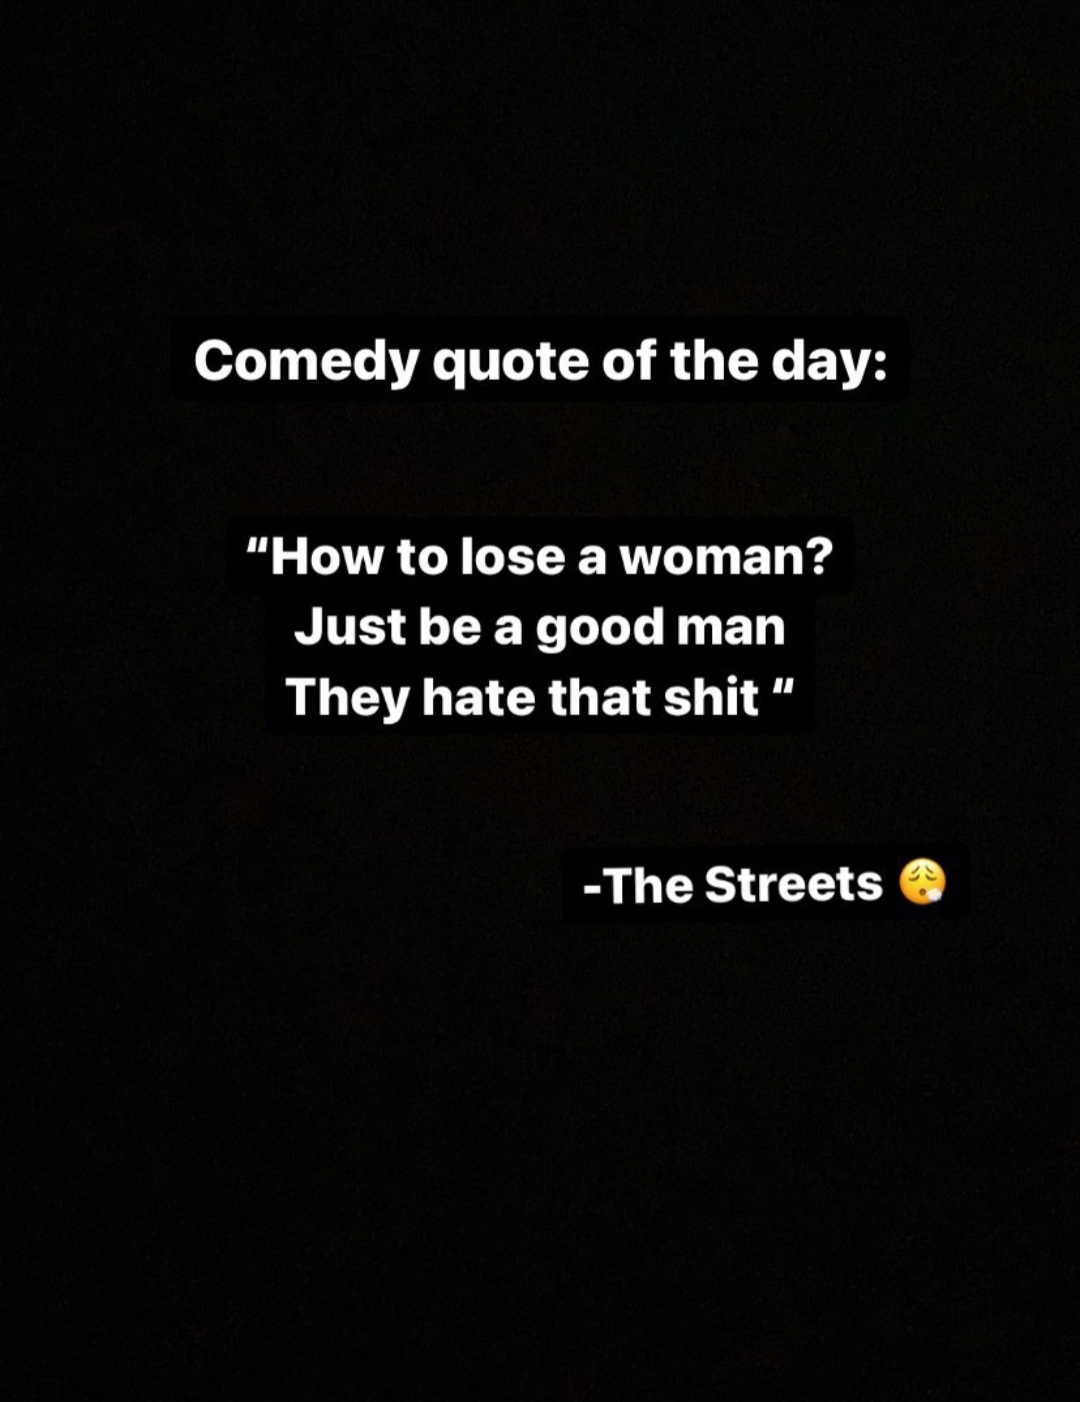 Comedy quote of the day:
“How to lose a woman?
Just be a good man
They hate that shit “
-The Streets 😮‍💨